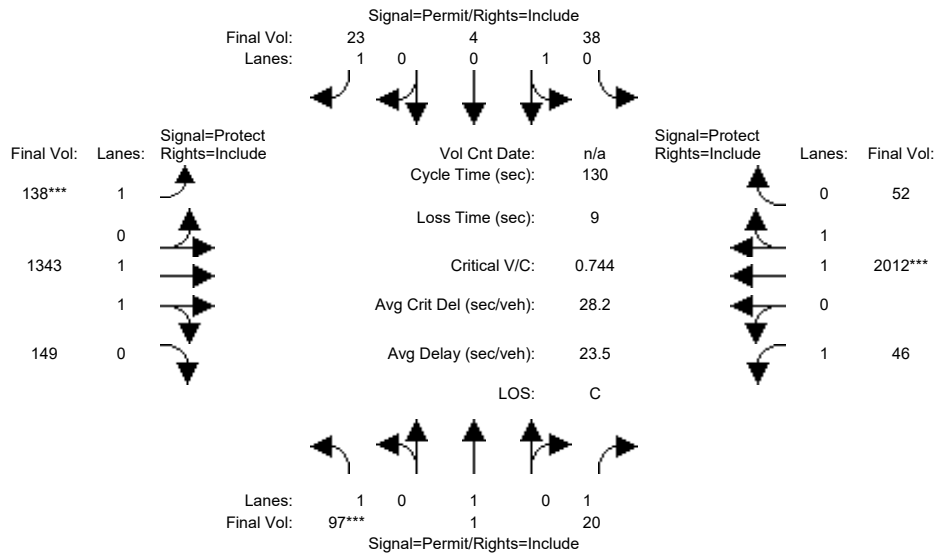 Signal=Permit/Rights=Include
Final Vol: 23 4 38
Lanes: 1 0 0 1 0
Signal=Protect Signal=Protect
Final Vol: Lanes: Rights=Include Vol Cnt Date: n/a Rights=Include Lanes: Final Vol:
Cycle Time (sec): 130
138*** 1 0 52
Loss Time (sec): 9
0 1
1343 1 Critical V/C: 0.744 1 2012***
1 Avg Crit Del (sec/veh): 28.2 0
149 0 Avg Delay (sec/veh): 23.5 1 46
LOS: C
Lanes: 1 0 1 0 1
Final Vol: 97*** 1 20
Signal=Permit/Rights=Include